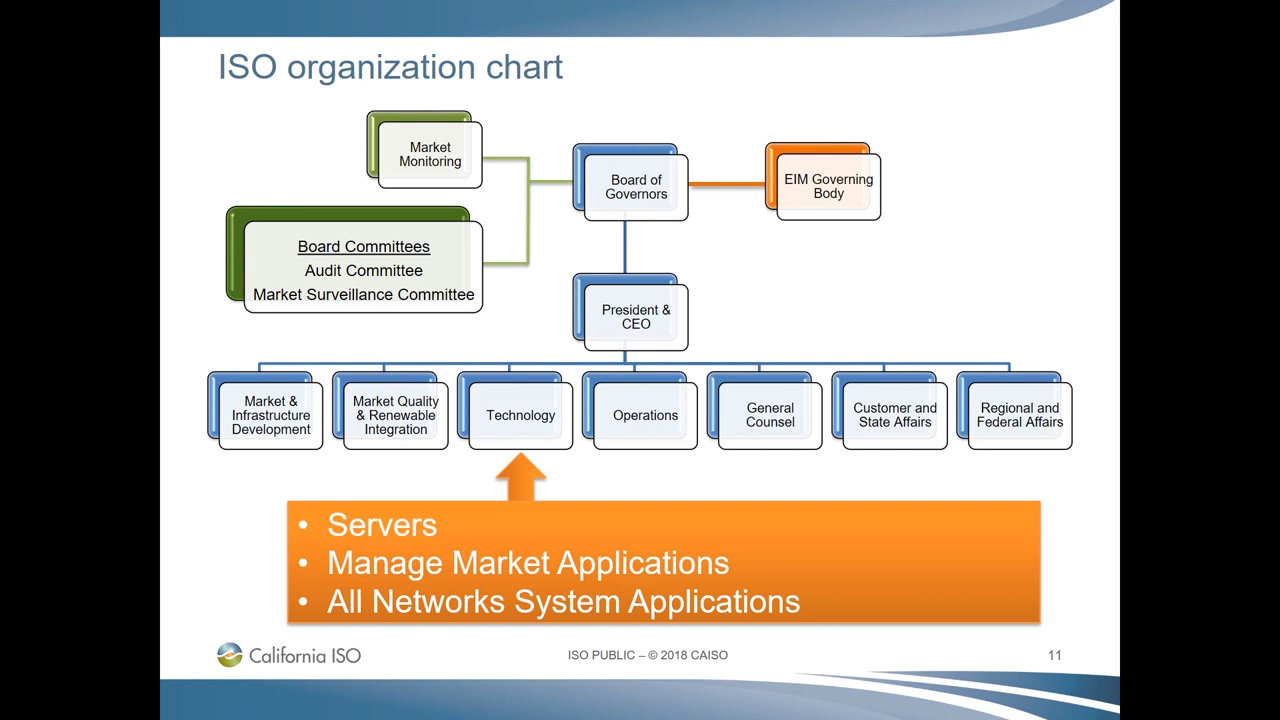 ISO organization chart
Market
Monitoring
Board of
Governors
EIM Governing
Body
Board Committees
Audit Committee
Market Surveillance Committee
President &
CEO
Market &
Infrastructure
Development
Market Quality
& Renewable
Integration
Technology
Operations
General
Counsel
Customer and
State Affairs
Regional and
Federal Affairs
• Servers
• Manage Market Applications
• All Networks System Applications
California ISO
ISO PUBLIC – © 2018 CAISO
11